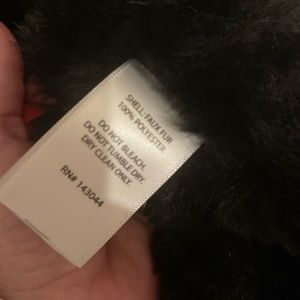 SHELL: FAUX FUR
100% POLYESTER
DO NOT BLEACH.
DO NOT TUMBLE DRY.
DRY CLEAN ONLY.
RN# 143044